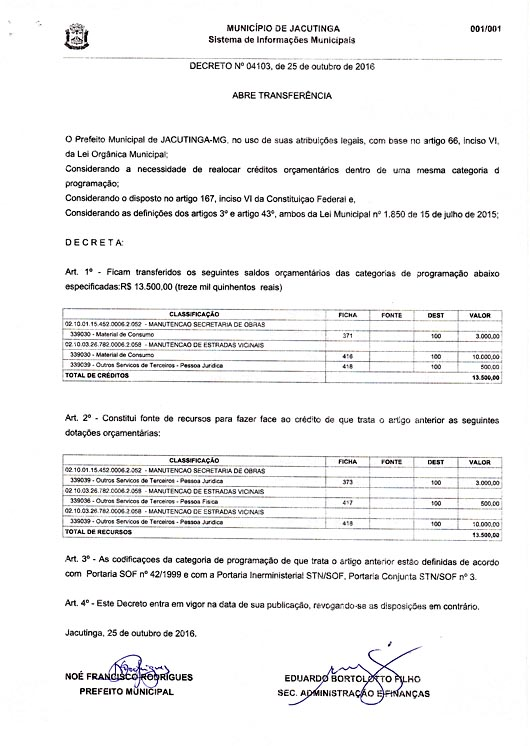 MUNICÍPIO DE JACUTINGA
Sistema de Informações Municipais
001/001
DECRETO Nº 04103, de 25 de outubro de 2016
ABRE TRANSFERÊNCIA
O Prefeito Municipal de JACUTINGA-MG, no uso de suas atribuições legais, com base no artigo 66, inciso VI,
da Lei Orgânica Municipal;
Considerando a necessidade de realocar créditos orçamentários dentro de uma mesma categoria d
programação;
Considerando o disposto no artigo 167, inciso VI da Constituiçao Federal e,
Considerando as definições dos artigos 3º e artigo 43º, ambos da Lei Municipal nº 1.850 de 15 de julho de 2015;
D E C R E T A:
Art. 1º - Ficam transferidos os seguintes saldos orçamentários das categorias de programação abaixo
especificadas:R$ 13.500,00 (treze mil quinhentos reais)
CLASSIFICAÇÃO FICHA FONTE DEST VALOR
02.10.01.15.452.0006.2.052 - MANUTENCAO SECRETARIA DE OBRAS
339030 - Material de Consumo 371 100 3.000,00
02.10.03.26.782.0006.2.058 - MANUTENCAO DE ESTRADAS VICINAIS
339030 - Material de Consumo 416 100 10.000,00
339039 - Outros Servicos de Terceiros - Pessoa Juridica 418 100 500,00
TOTAL DE CRÉDITOS 13.500,00
Art. 2º - Constitui fonte de recursos para fazer face ao crédito de que trata o artigo anterior as seguintes
dotações orçamentárias:
CLASSIFICAÇÃO FICHA FONTE DEST VALOR
02.10.01.15.452.0006.2.052 - MANUTENCAO SECRETARIA DE OBRAS
339039 - Outros Servicos de Terceiros - Pessoa Juridica 373 100 3.000,00
02.10.03.26.782.0006.2.058 - MANUTENCAO DE ESTRADAS VICINAIS
339036 - Outros Servicos de Terceiros - Pessoa Fisica 417 100 500,00
02.10.03.26.782.0006.2.058 - MANUTENCAO DE ESTRADAS VICINAIS
339039 - Outros Servicos de Terceiros - Pessoa Juridica 418 100 10.000,00
TOTAL DE RECURSOS 13.500,00
Art. 3º - As codificaçoes da categoria de programação de que trata o artigo anterior estão definidas de acordo
com Portaria SOF nº 42/1999 e com a Portaria Inerministerial STN/SOF, Portaria Conjunta STN/SOF nº 3.
Art. 4º - Este Decreto entra em vigor na data de sua publicação, revogando-se as disposições em contrário.
Jacutinga, 25 de outubro de 2016.
NOÉ FRANCISCO RODRIGUES
PREFEITO MUNICIPAL
EDUARDO BORTOLOTTO FILHO
SEC. ADMINISTRAÇÃO E FINANÇAS